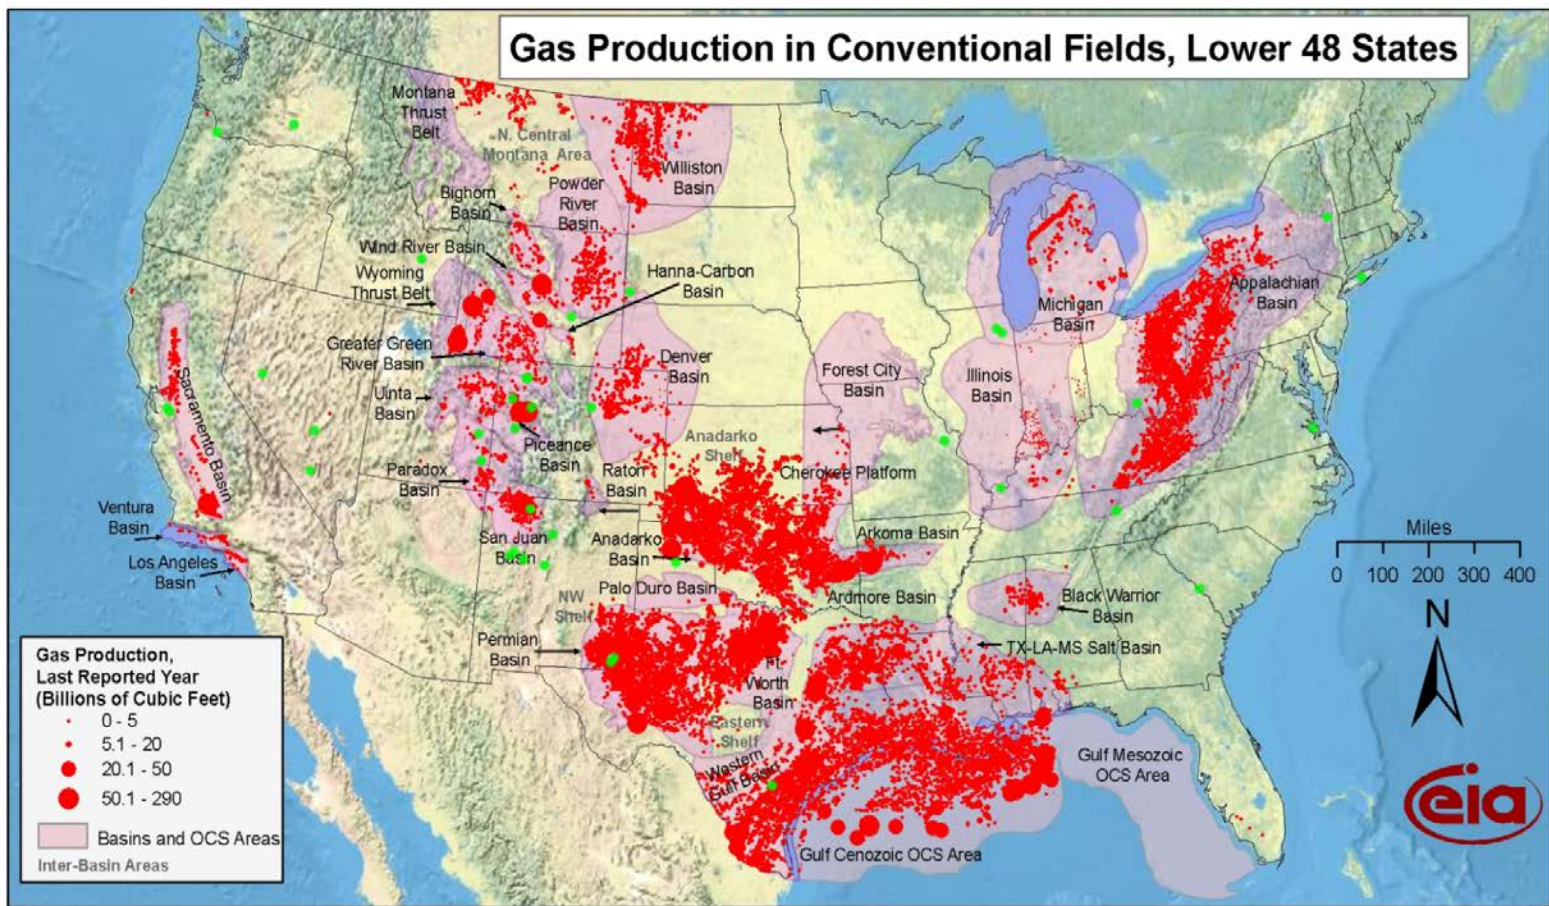 Gas Production in Conventional Fields, Lower 48 States
Montana
Thrust
Belt
N. Central
Montana Area
Williston
Basin
Bighorn
Basin
Powder
River
Basin
Wind River Basin
Wyoming
Thrust Belt
Hanna-Carbon
Basin
Michigan
Basin
Appalachian
Basin
Greater Green
River Basin
Denver
Basin
Forest City
Basin
Illinois
Basin
Uinta
Basin
Sacramento Basin
Piceance
Basin
Anadarko
Shelf
Paradox
Basin
Raton
Basin
Cherokee Platform
Ventura
Basin
Los Angeles
Basin
San Juan
Basin
Anadarko
Basin
Arkoma Basin
Palo Duro Basin
Ardmore Basin
Black Warrior
Basin
NW
Shelf
Permian
Basin
TX-LA-MS Salt Basin
Ft.
Worth
Basin
Eastern
Shelf
Western
Gulf Basin
Gulf Mesozoic
OCS Area
Gulf Cenozoic OCS Area
Miles
0 100 200 300 400
N
eia
Gas Production,
Last Reported Year
(Billions of Cubic Feet)
0 - 5
5.1 - 20
20.1 - 50
50.1 - 290
Basins and OCS Areas
Inter-Basin Areas